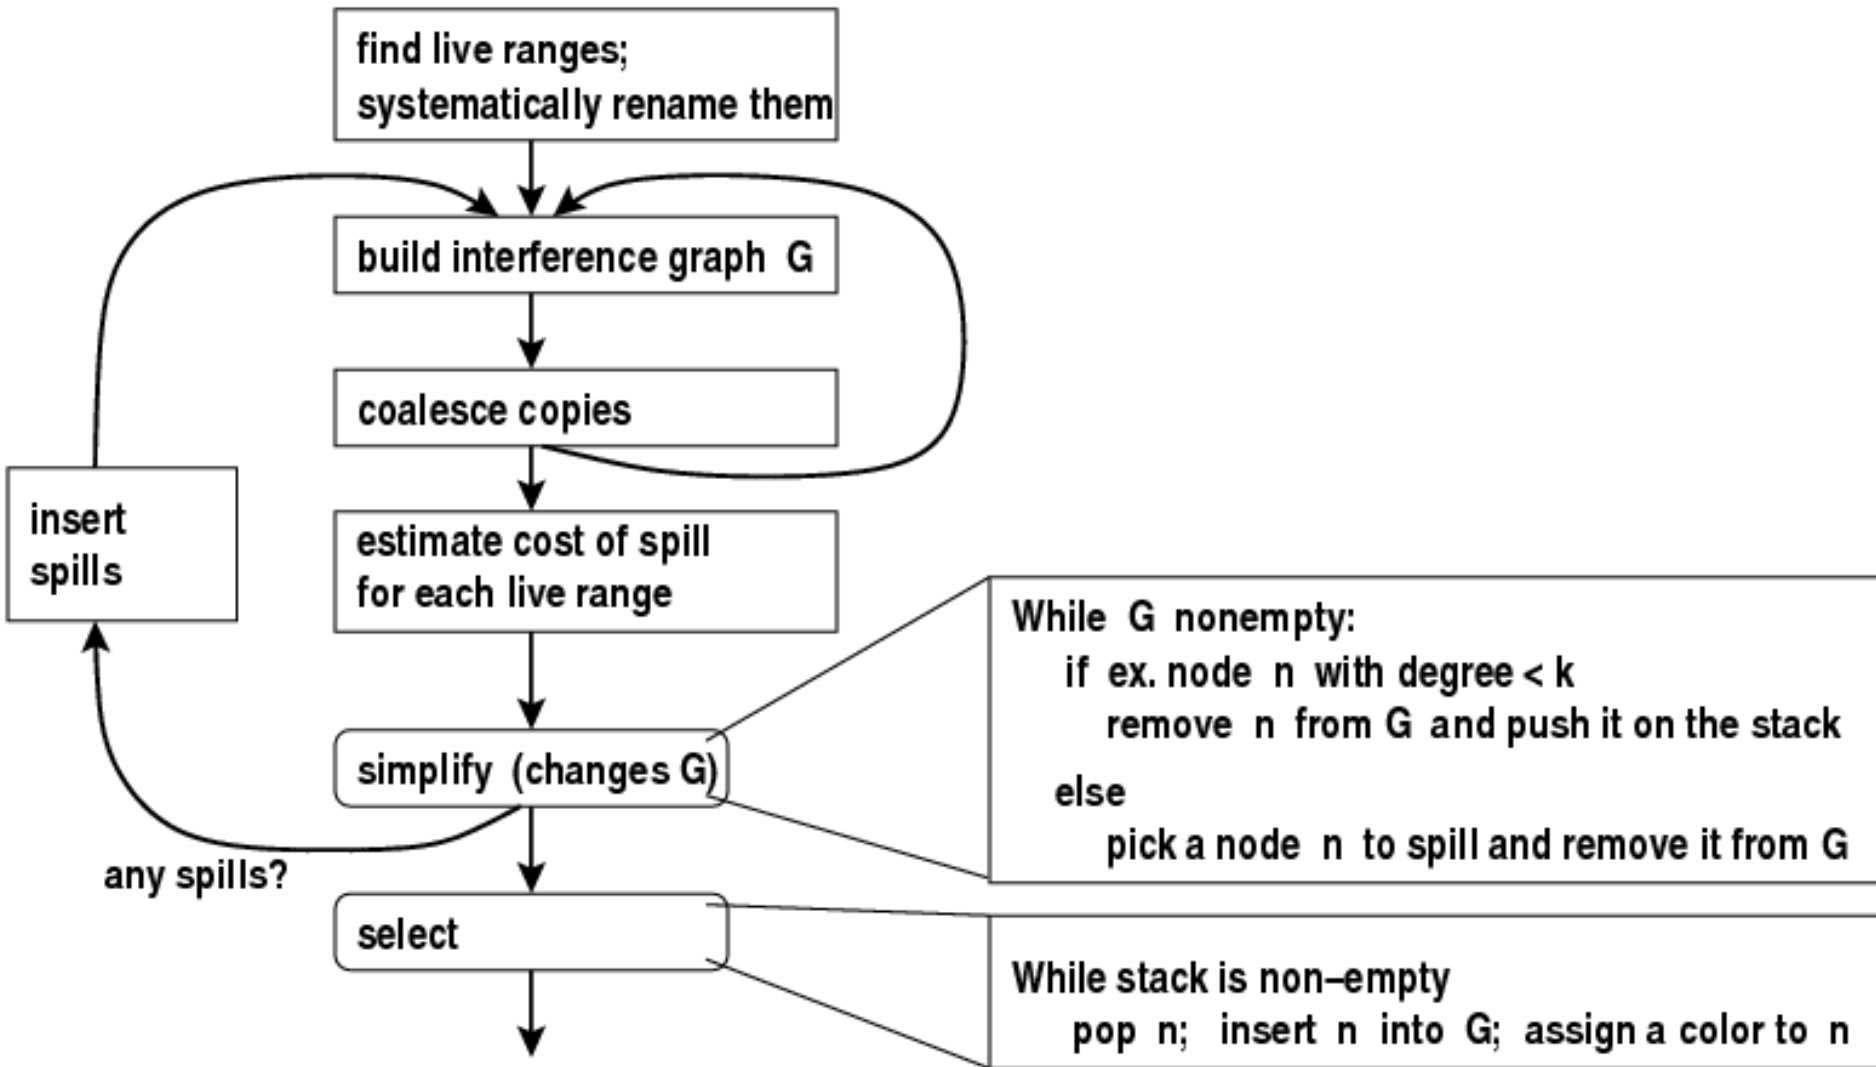 find live ranges;
systematically rename them
build interference graph G
coalesce copies
insert
spills
estimate cost of spill
for each live range
While G nonempty:
if ex. node n with degree < k
remove n from G and push it on the stack
else
pick a node n to spill and remove it from G
simplify (changes G)
any spills?
select
While stack is non–empty
pop n; insert n into G; assign a color to n